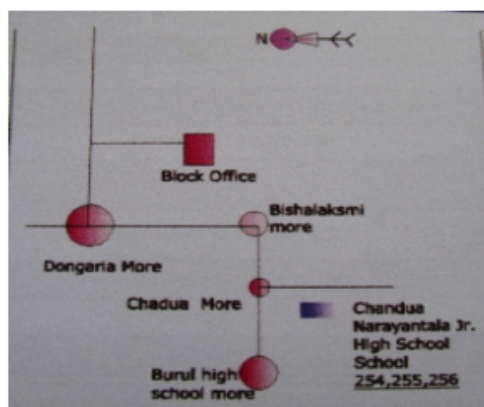 N
Block Office
Bishalaksmi
more
Dongaria More
Chadua More
Chandua
Narayantala Jr.
High School
School
254,255,256
Burul high
school more